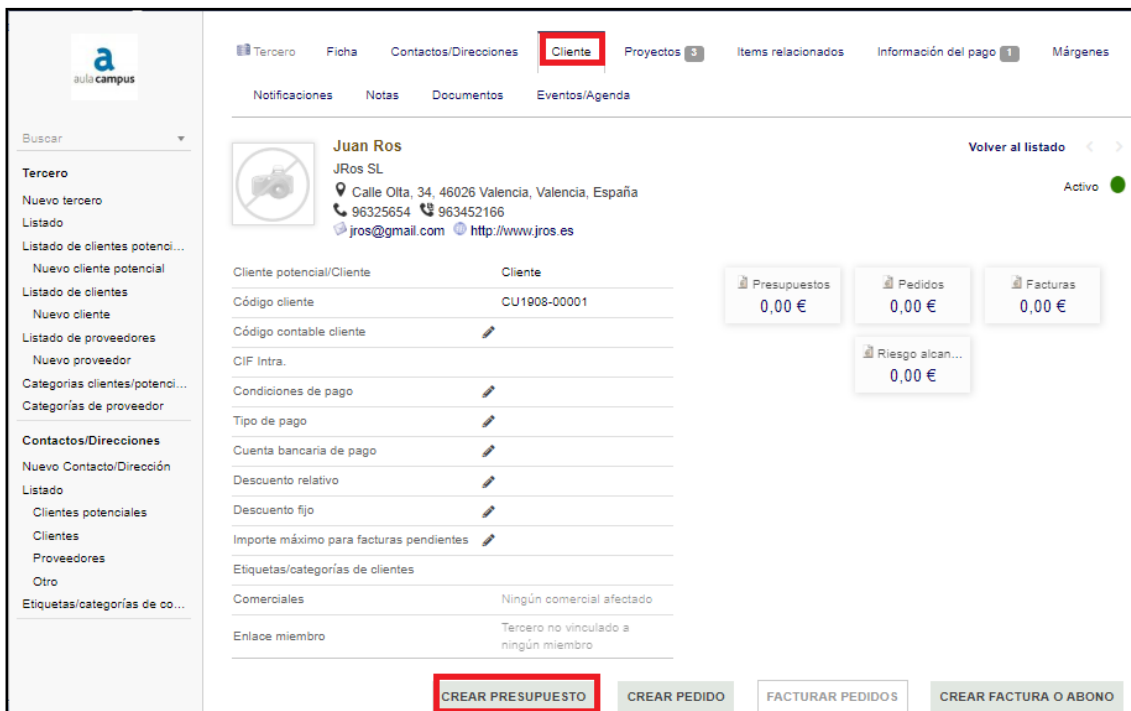 a
aula campus
Buscar
Tercero
Nuevo tercero
Listado
Listado de clientes potenci...
Nuevo cliente potencial
Listado de clientes
Nuevo cliente
Listado de proveedores
Nuevo proveedor
Categorias clientes/potenci...
Categorías de proveedor
Contactos/Direcciones
Nuevo Contacto/Dirección
Listado
Clientes potenciales
Clientes
Proveedores
Otro
Etiquetas/categorías de co...
Tercero Ficha Contactos/Direcciones Cliente Proyectos 3 Items relacionados Información del pago 1 Márgenes
Notificaciones Notas Documentos Eventos/Agenda
Juan Ros
JRos SL
Calle Olta, 34, 46026 Valencia, Valencia, España
96325654 963452166
jros@gmail.com http://www.jros.es
Volver al listado < >
Activo
Cliente potencial/Cliente Cliente
Código cliente CU1908-00001
Código contable cliente
CIF Intra.
Condiciones de pago
Tipo de pago
Cuenta bancaria de pago
Descuento relativo
Descuento fijo
Importe máximo para facturas pendientes
Etiquetas/categorías de clientes
Comerciales Ningún comercial afectado
Enlace miembro Tercero no vinculado a
ningún miembro
Presupuestos Pedidos Facturas
0,00 € 0,00 € 0,00 €
Riesgo alcan...
0,00 €
CREAR PRESUPUESTO CREAR PEDIDO FACTURAR PEDIDOS CREAR FACTURA O ABONO